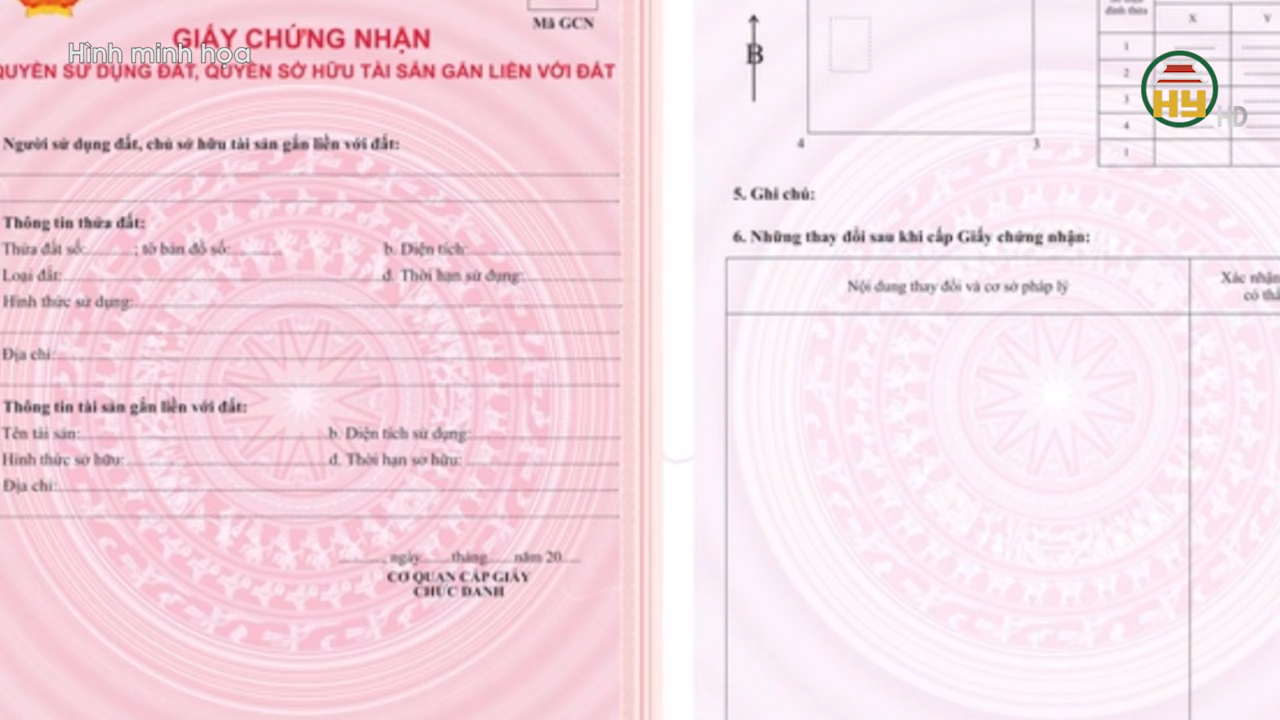 Mã GCN
GIẤY CHỨNG NHẬN
Hình minh họa
QUYỀN SỬ DỤNG ĐẤT, QUYỀN SỞ HỮU TÀI SẢN GẮN LIỀN VỚI ĐẤT
Người sử dụng đất, chủ sở hữu tài sản gắn liền với đất:
Thông tin thửa đất:
Thửa đất số: ; tờ bản đồ số:
b. Diện tích:
Loại đất:
d. Thời hạn sử dụng:
Hình thức sử dụng:
Địa chỉ:
Thông tin tài sản gắn liền với đất:
Tên tài sản:
b. Diện tích sử dụng:
Hình thức sở hữu:
d. Thời hạn sở hữu:
Địa chỉ:
, ngày tháng năm 20
CƠ QUAN CẤP GIẤY
CHỨC DANH
B
4
3
đỉnh thửa
X
Y
1
2
3
4
1
HY HD
5. Ghi chú:
6. Những thay đổi sau khi cấp Giấy chứng nhận:
Nội dung thay đổi và cơ sở pháp lý
Xác nhận
có